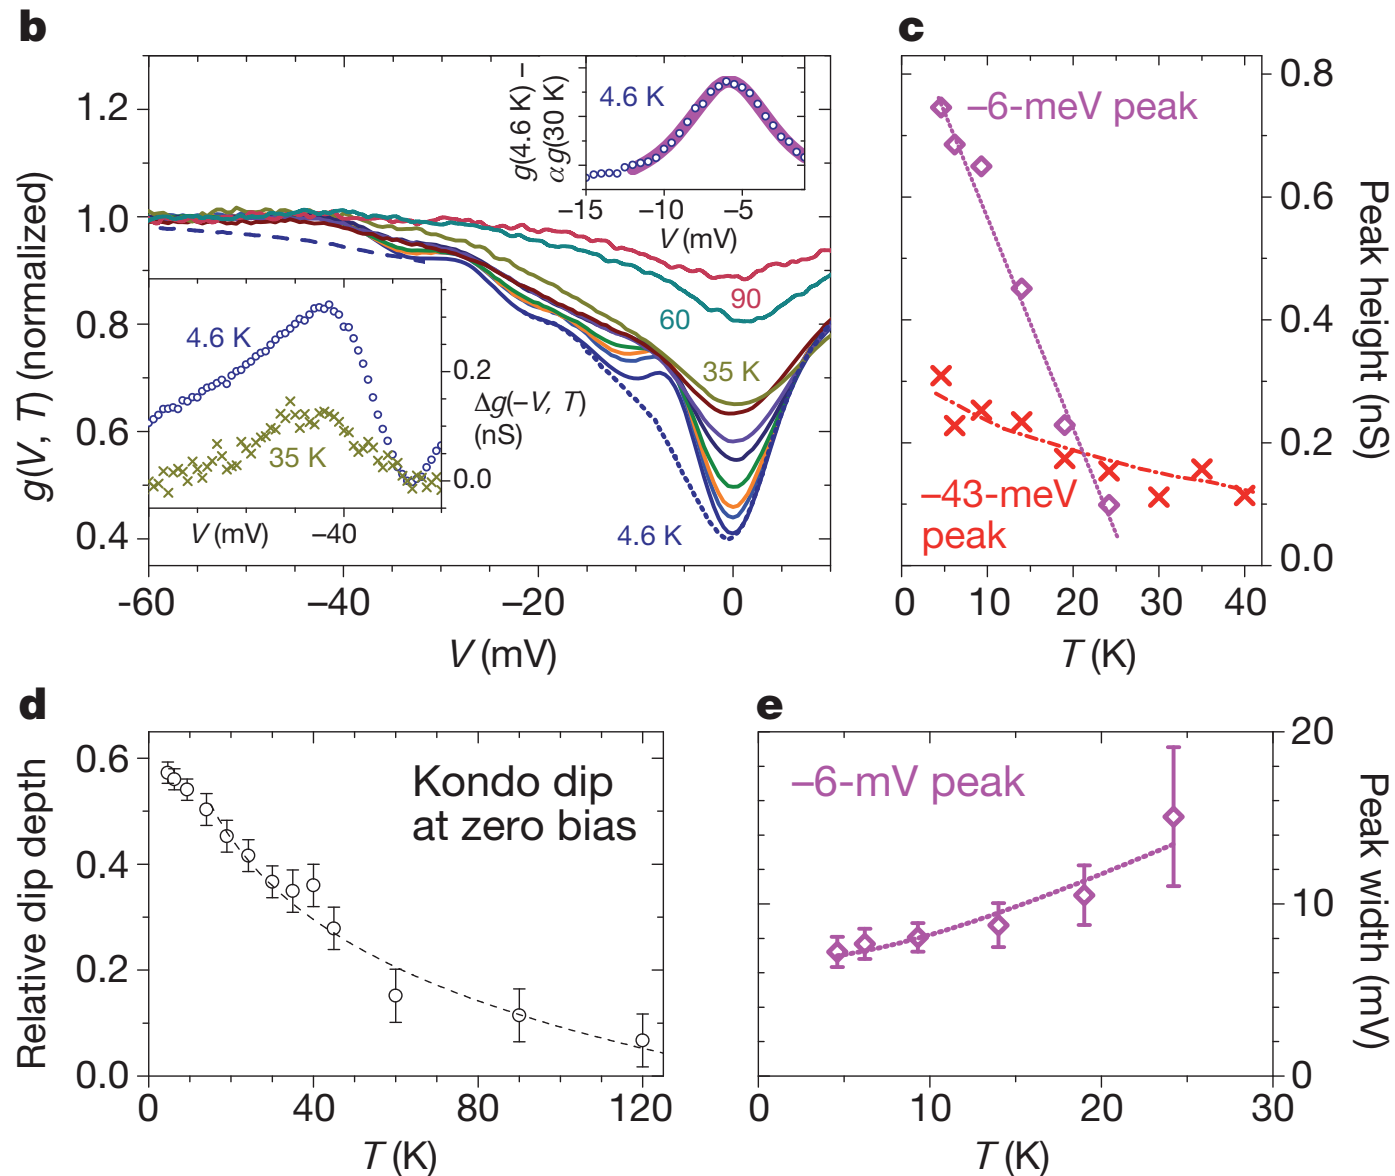 b
g(V, T) (normalized)
1.2
1.0
0.8
0.6
0.4
-60
−40
−20
0
V (mV)
g(4.6 K) −
αg(30 K)
4.6 K
−15
−10
−5
V (mV)
90
60
35 K
4.6 K
4.6 K
35 K
0.2
Δg(−V, T)
(nS)
0.0
V (mV)
−40
c
−6-meV peak
−43-meV
peak
0.8
0.6
0.4
0.2
0.0
Peak height (nS)
0
10
20
30
40
T (K)
d
Relative dip depth
0.6
0.4
0.2
0.0
Kondo dip
at zero bias
0
40
80
120
T (K)
e
−6-mV peak
20
10
0
Peak width (mV)
0
10
20
30
T (K)